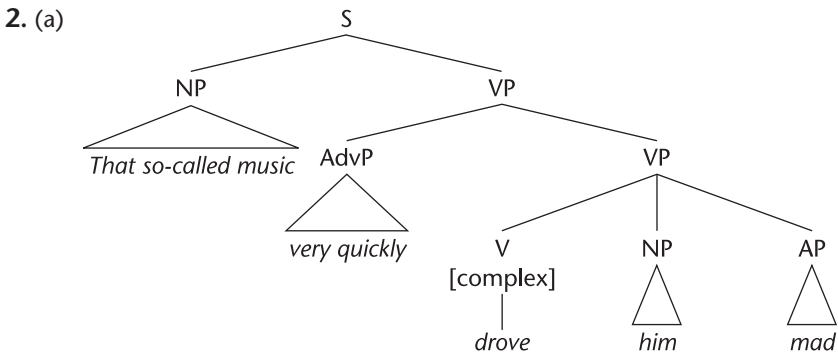 2. (a) S
NP VP
That so-called music AdvP VP
very quickly V NP AP
[complex]
drove him mad